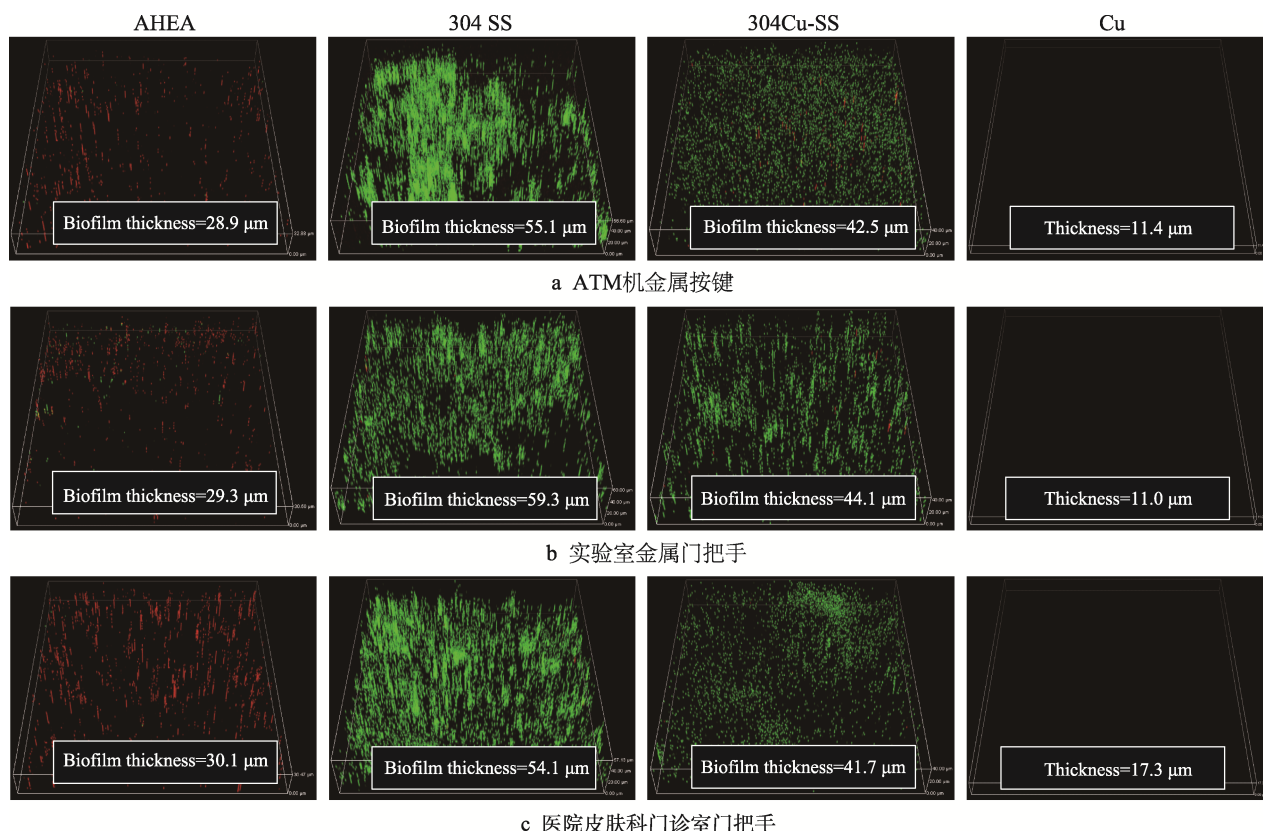 AHEA 304 SS 304Cu-SS Cu
Biofilm thickness=28.9 μm Biofilm thickness=55.1 μm Biofilm thickness=42.5 μm Thickness=11.4 μm
a ATM机金属按键
Biofilm thickness=29.3 μm Biofilm thickness=59.3 μm Biofilm thickness=44.1 μm Thickness=11.0 μm
b 实验室金属门把手
Biofilm thickness=30.1 μm Biofilm thickness=54.1 μm Biofilm thickness=41.7 μm Thickness=17.3 μm
c 医院皮肤科门诊室门把手